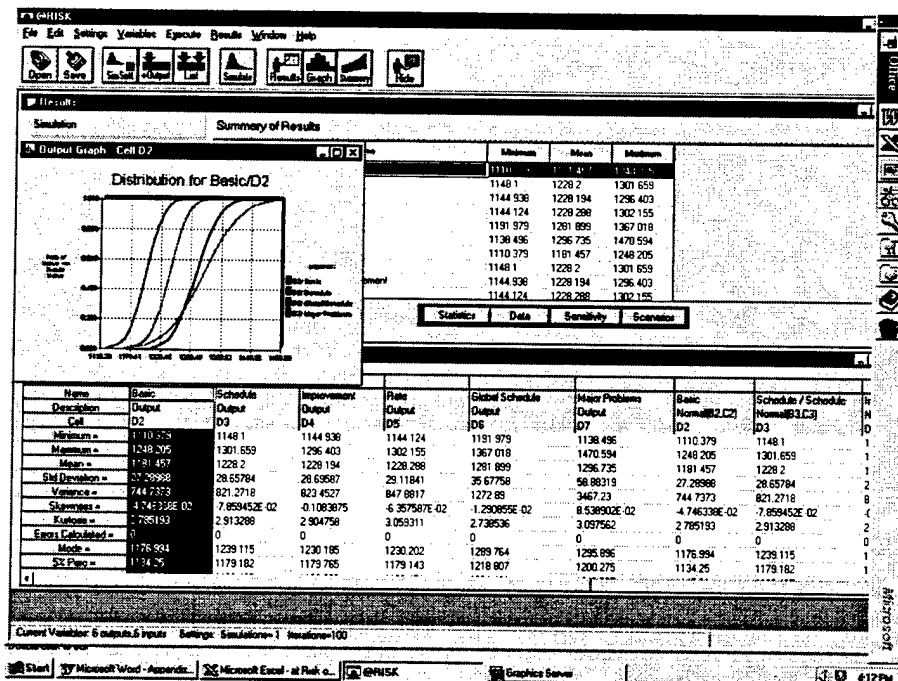 @RISK
File Edit Settings Variables Execute Results Window Help
Open Save Sim Sett +Output List Simulate Results Graph Summary Hide
Results
Simulation Summary of Results
Output Graph - Cell D2
Distribution for Basic/D2
Minimum Mean Maximum
1148.1 1228.2 1301.659
1144.938 1228.194 1296.403
1144.124 1228.288 1302.155
1191.979 1281.899 1367.018
1138.496 1296.735 1470.594
1110.379 1181.457 1248.205
1148.1 1228.2 1301.659
1144.938 1228.194 1296.403
1144.124 1228.288 1302.155
Statistics Data Sensitivity Scenarios
Name Basic Schedule Improvement Rate Global Schedule Major Problems Basic Schedule / Schedule
Description Output Output Output Output Output Output Normal(B2,C2) Normal(B3,C3)
Cell D2 D3 D4 D5 D6 D7 D2 D3
Minimum = 1110.379 1148.1 1144.938 1144.124 1191.979 1138.496 1110.379 1148.1
Maximum = 1248.205 1301.659 1296.403 1302.155 1367.018 1470.594 1248.205 1301.659
Mean = 1181.457 1228.2 1228.194 1228.288 1281.899 1296.735 1181.457 1228.2
Std Deviation = 27.28988 28.65784 28.69587 29.11841 35.67758 58.88319 27.28988 28.65784
Variance = 744.7373 821.2718 823.4527 847.8817 1272.89 3467.23 744.7373 821.2718
Skewness = -4.746338E-02 -7.859452E-02 -0.1083875 -6.357587E-02 -1.290855E-02 8.538902E-02 -4.746338E-02 -7.859452E-02
Kurtosis = 2.785193 2.913288 2.904758 3.059311 2.738536 3.097562 2.785193 2.913288
Errors Calculated = 0 0 0 0 0 0 0 0
Mode = 1176.994 1239.115 1230.185 1230.202 1289.764 1295.896 1176.994 1239.115
5% Perc = 1134.25 1179.182 1179.765 1179.143 1218.807 1200.275 1134.25 1179.182
Current Variables: 6 outputs,6 inputs Settings: Simulations= 1 Iterations=100
Start Microsoft Word - Appendix... Microsoft Excel - at Risk o... @RISK Graphics Server 4:12 PM
Office
Microsoft